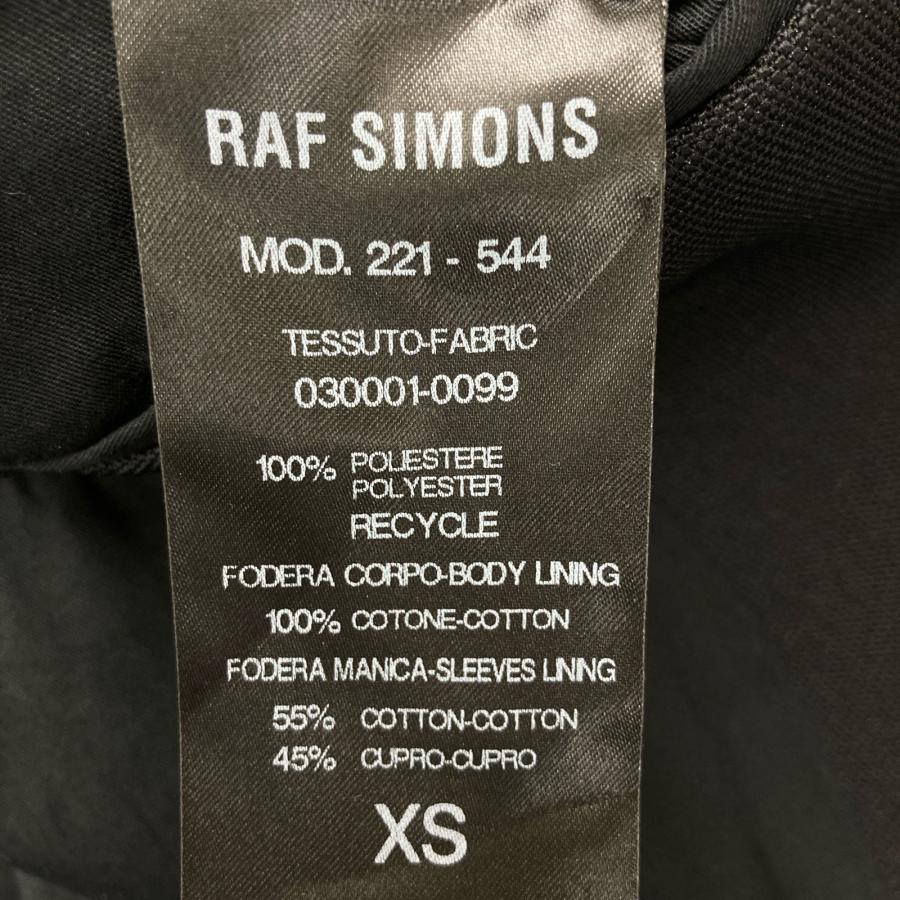 RAF SIMONS
MOD. 221 - 544
TESSUTO-FABRIC
030001-0099
100% POLIESTERE
POLYESTER
RECYCLE
FODERA CORPO-BODY LINING
100% COTONE-COTTON
FODERA MANICA-SLEEVES LINING
55% COTTON-COTTON
45% CUPRO-CUPRO
XS